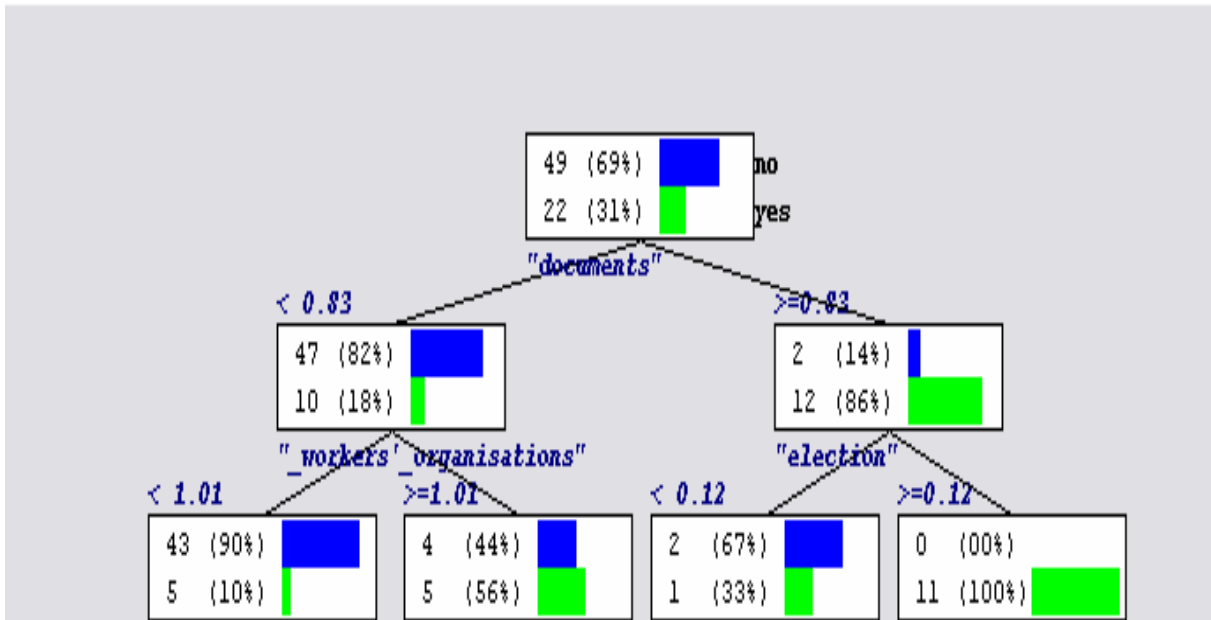 49 (69%) no
22 (31%) yes
"documents"
< 0.83 >=0.83
47 (82%) 2 (14%)
10 (18%) 12 (86%)
"_workers'_organisations" "election"
< 1.01 >=1.01 < 0.12 >=0.12
43 (90%) 4 (44%) 2 (67%) 0 (00%)
5 (10%) 5 (56%) 1 (33%) 11 (100%)